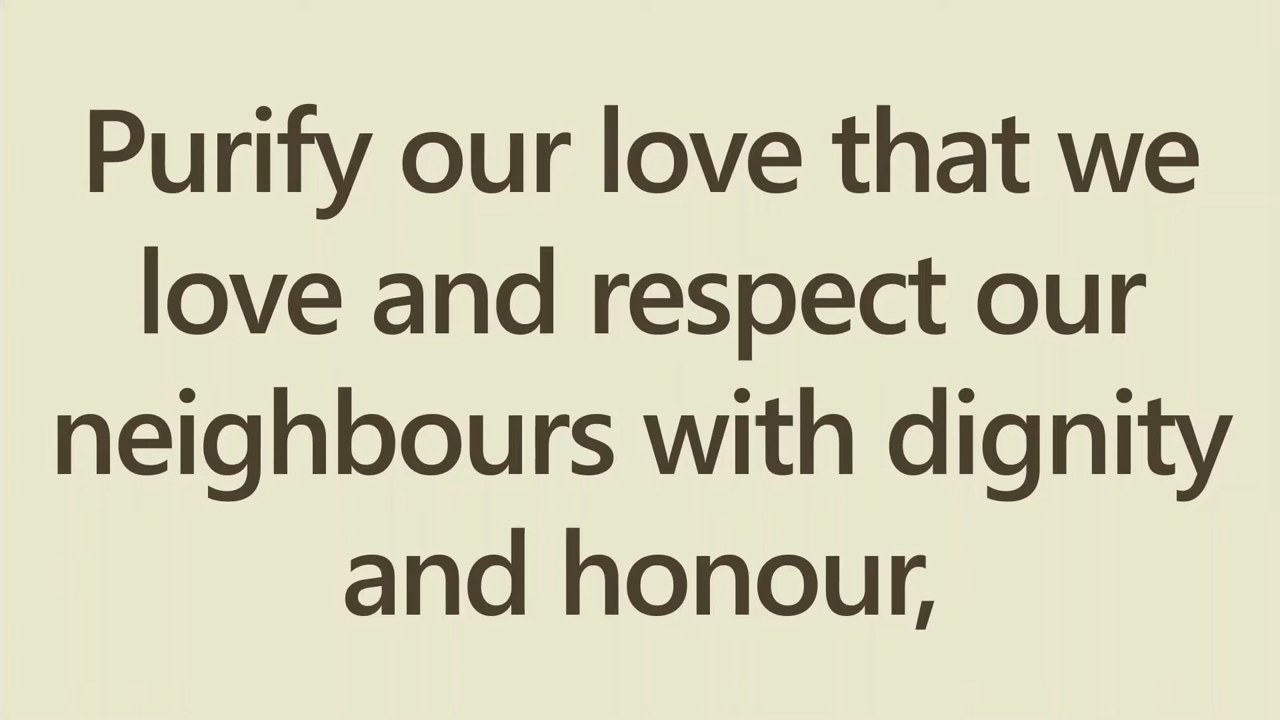 Purify our love that we
love and respect our
neighbours with dignity
and honour,